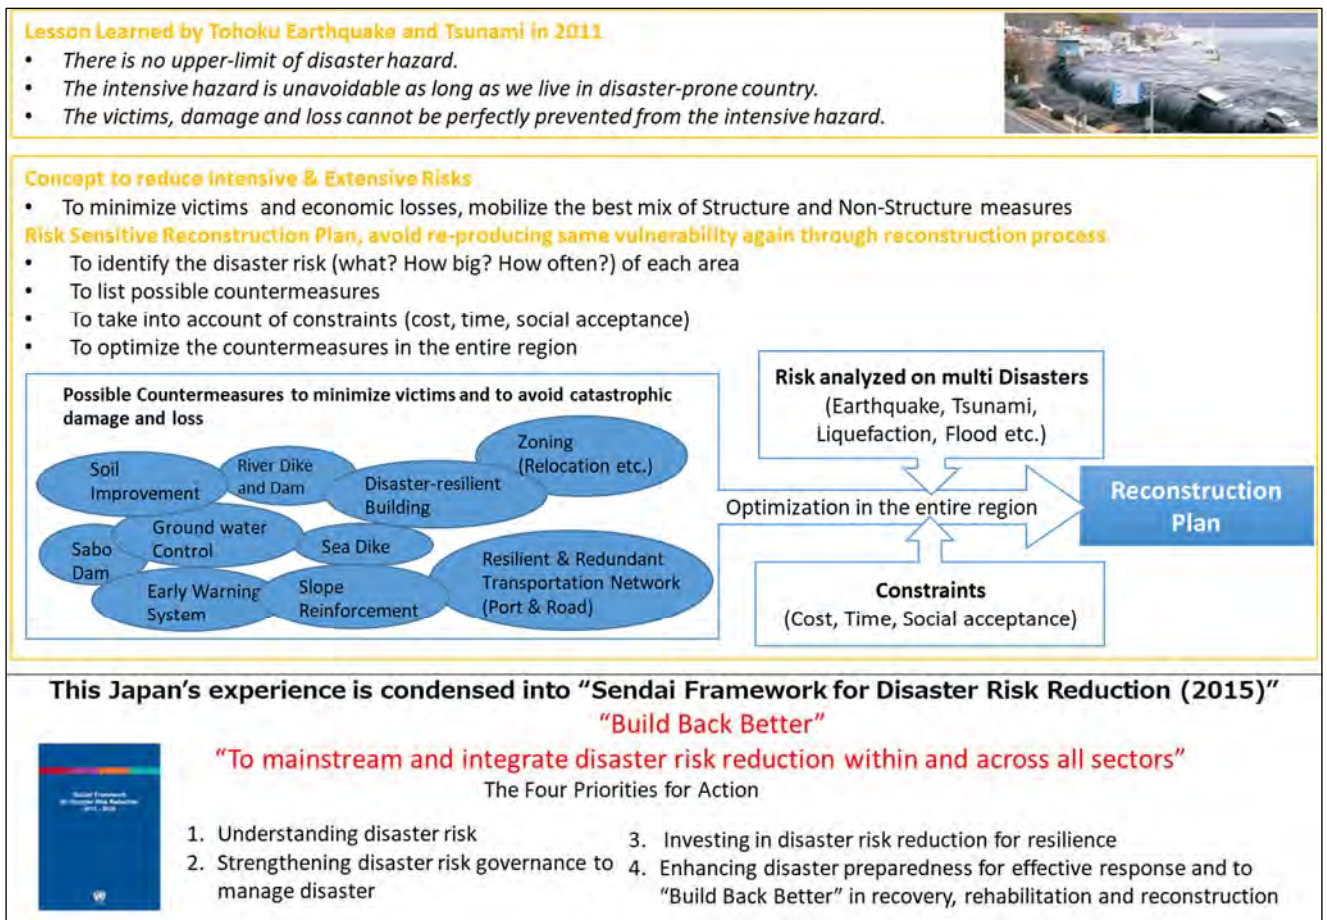 Lesson Learned by Tohoku Earthquake and Tsunami in 2011
• There is no upper-limit of disaster hazard.
• The intensive hazard is unavoidable as long as we live in disaster-prone country.
• The victims, damage and loss cannot be perfectly prevented from the intensive hazard.
Concept to reduce Intensive & Extensive Risks
• To minimize victims and economic losses, mobilize the best mix of Structure and Non-Structure measures
Risk Sensitive Reconstruction Plan, avoid re-producing same vulnerability again through reconstruction process
• To identify the disaster risk (what? How big? How often?) of each area
• To list possible countermeasures
• To take into account of constraints (cost, time, social acceptance)
• To optimize the countermeasures in the entire region
Possible Countermeasures to minimize victims and to avoid catastrophic
damage and loss
Soil
Improvement
River Dike
and Dam
Disaster-resilient
Building
Zoning
(Relocation etc.)
Sabo
Dam
Ground water
Control
Sea Dike
Early Warning
System
Slope
Reinforcement
Resilient & Redundant
Transportation Network
(Port & Road)
Risk analyzed on multi Disasters
(Earthquake, Tsunami,
Liquefaction, Flood etc.)
Optimization in the entire region
Constraints
(Cost, Time, Social acceptance)
Reconstruction
Plan
This Japan's experience is condensed into "Sendai Framework for Disaster Risk Reduction (2015)"
"Build Back Better"
"To mainstream and integrate disaster risk reduction within and across all sectors"
The Four Priorities for Action
Sendai Framework
for Disaster Risk Reduction
2015 - 2030
1. Understanding disaster risk
2. Strengthening disaster risk governance to
manage disaster
3. Investing in disaster risk reduction for resilience
4. Enhancing disaster preparedness for effective response and to
"Build Back Better" in recovery, rehabilitation and reconstruction